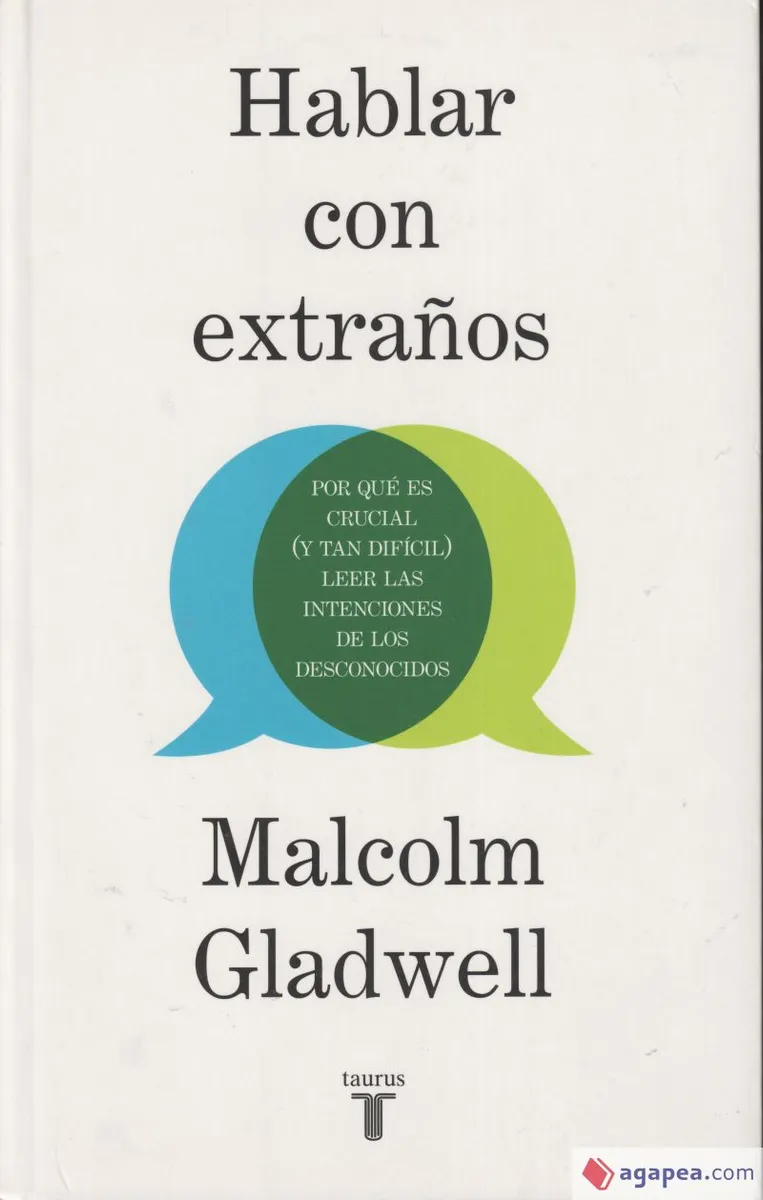 Hablar
con
extraños
POR QUÉ ES
CRUCIAL
(Y TAN DIFÍCIL)
LEER LAS
INTENCIONES
DE LOS
DESCONOCIDOS
Malcolm
Gladwell
taurus
agapea.com